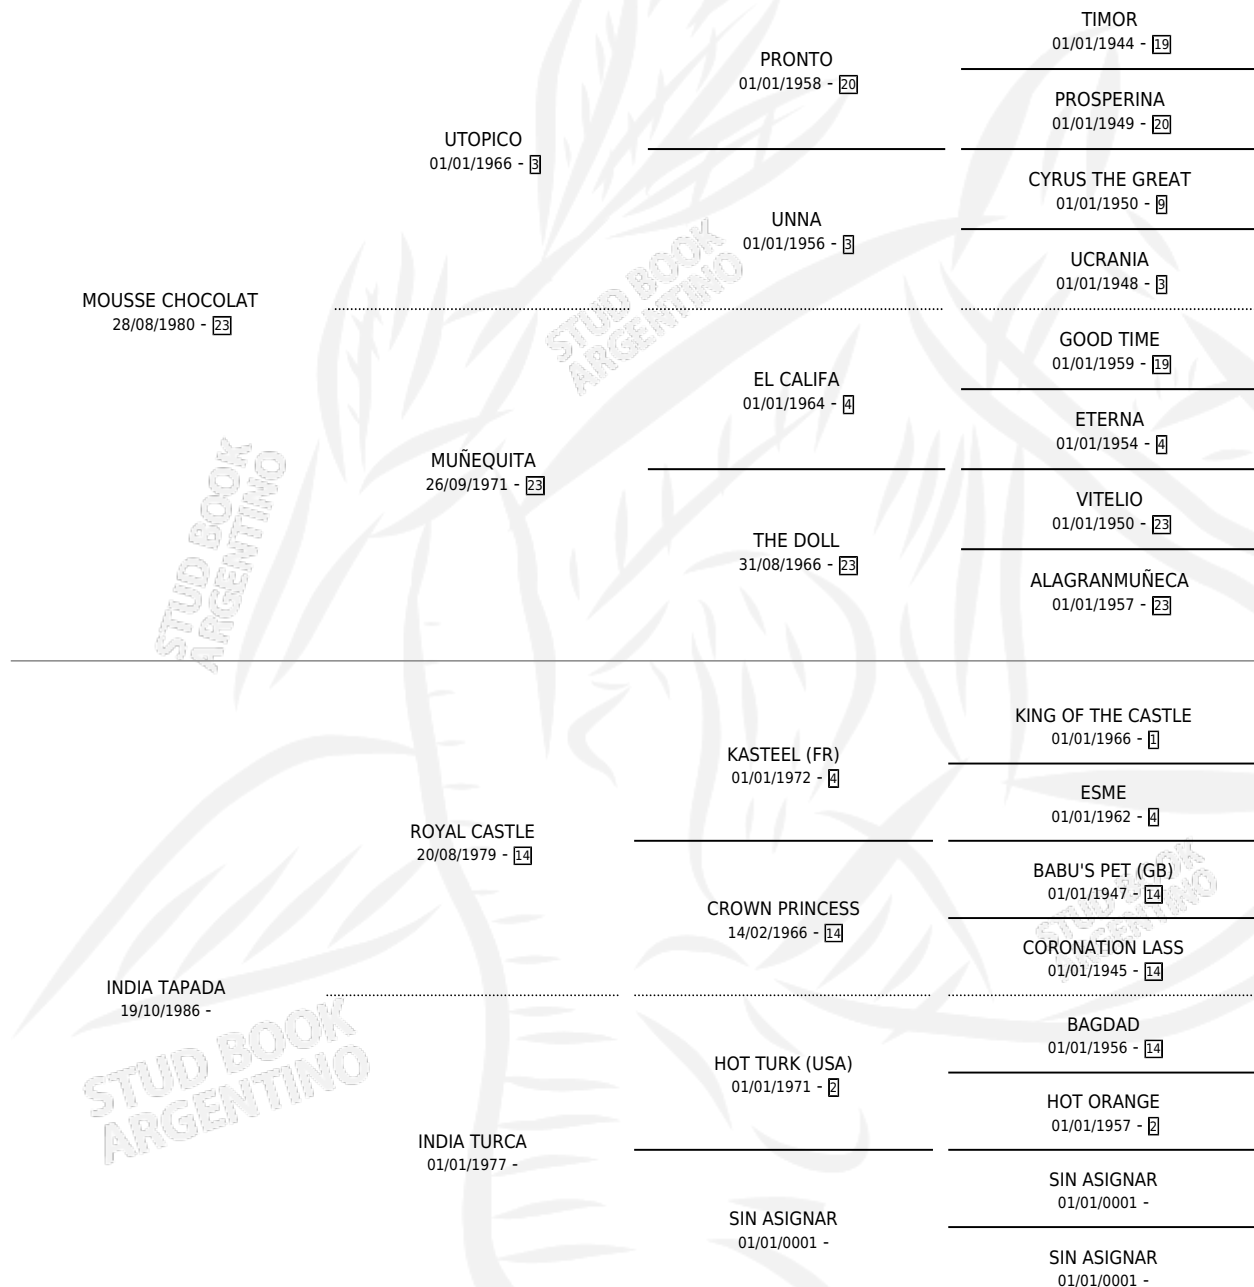 TIMOR
01/01/1944 - 19
PRONTO
01/01/1958 - 20
PROSPERINA
01/01/1949 - 20
UTOPICO
01/01/1966 - 3
CYRUS THE GREAT
01/01/1950 - 9
UNNA
01/01/1956 - 3
UCRANIA
01/01/1948 - 3
MOUSSE CHOCOLAT
28/08/1980 - 23
GOOD TIME
01/01/1959 - 19
EL CALIFA
01/01/1964 - 4
ETERNA
01/01/1954 - 4
MUÑEQUITA
26/09/1971 - 23
VITELIO
01/01/1950 - 23
THE DOLL
31/08/1966 - 23
ALAGRANMUÑECA
01/01/1957 - 23
STUD BOOK
ARGENTINO
STUD BOOK
ARGENTINO
KING OF THE CASTLE
01/01/1966 - 1
KASTEEL (FR)
01/01/1972 - 4
ESME
01/01/1962 - 4
ROYAL CASTLE
20/08/1979 - 14
BABU'S PET (GB)
01/01/1947 - 14
CROWN PRINCESS
14/02/1966 - 14
CORONATION LASS
01/01/1945 - 14
INDIA TAPADA
19/10/1986 -
BAGDAD
01/01/1956 - 14
HOT TURK (USA)
01/01/1971 - 2
HOT ORANGE
01/01/1957 - 2
INDIA TURCA
01/01/1977 -
SIN ASIGNAR
01/01/0001 -
SIN ASIGNAR
01/01/0001 -
SIN ASIGNAR
01/01/0001 -
STUD BOOK
ARGENTINO
STUD BOOK
ARGENTINO